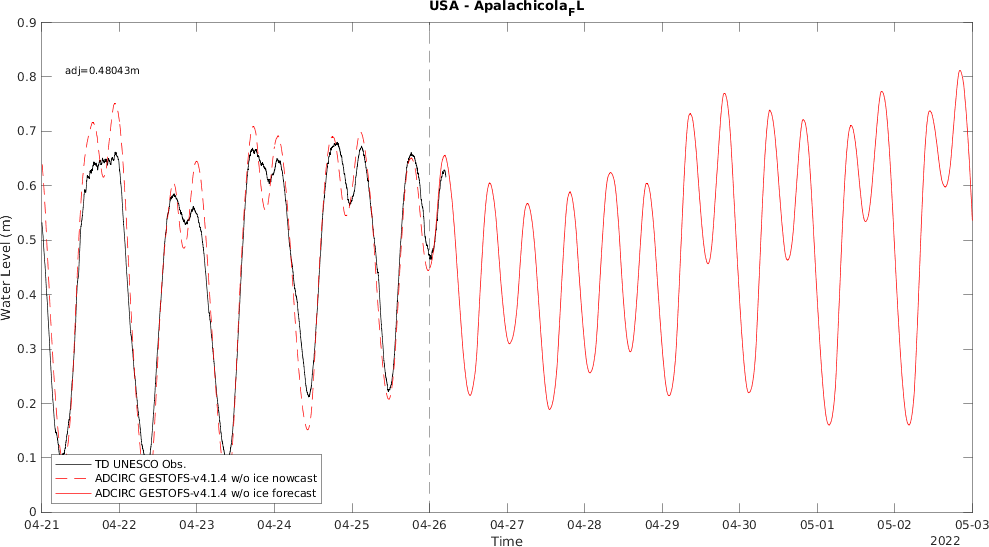 USA - Apalachicola_FL
adj=0.48043m
Water Level (m)
0.9
0.8
0.7
0.6
0.5
0.4
0.3
0.2
0.1
0
TD UNESCO Obs.
ADCIRC GESTOFS-v4.1.4 w/o ice nowcast
ADCIRC GESTOFS-v4.1.4 w/o ice forecast
04-21 04-22 04-23 04-24 04-25 04-26 04-27 04-28 04-29 04-30 05-01 05-02 05-03
Time
2022